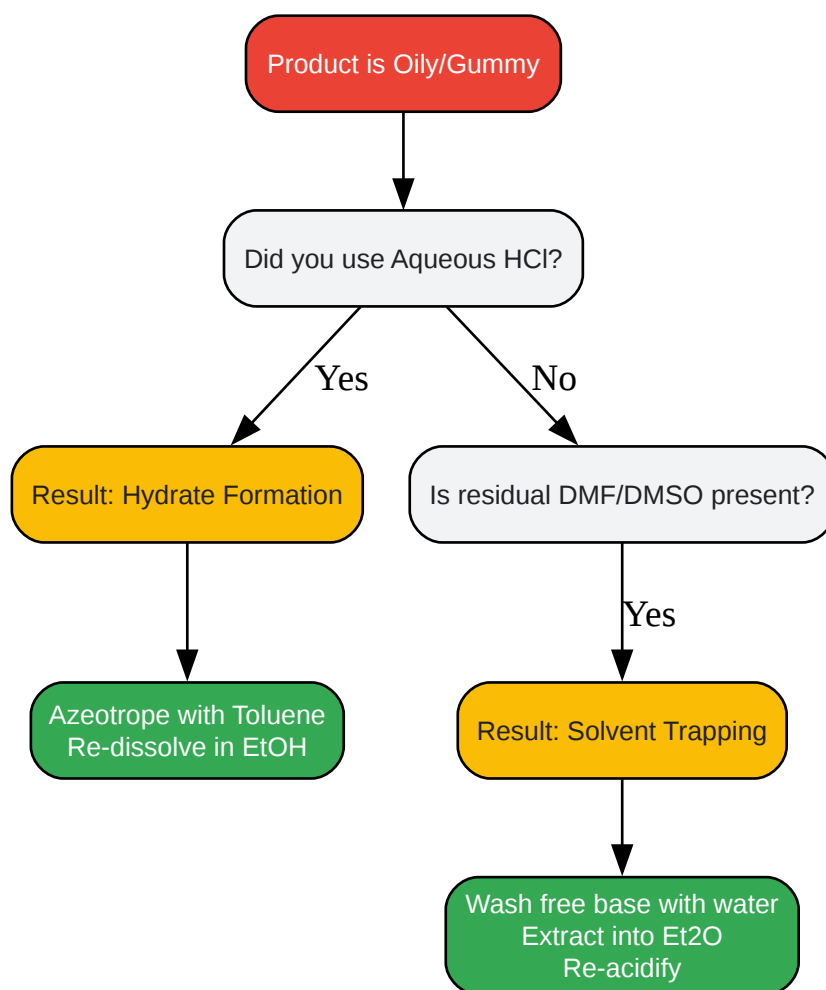 Product is Oily/Gummy
Did you use Aqueous HCl?
Yes
No
Result: Hydrate Formation
Is residual DMF/DMSO present?
Yes
Azeotrope with Toluene
Re-dissolve in EtOH
Result: Solvent Trapping
Wash free base with water
Extract into Et2O
Re-acidify